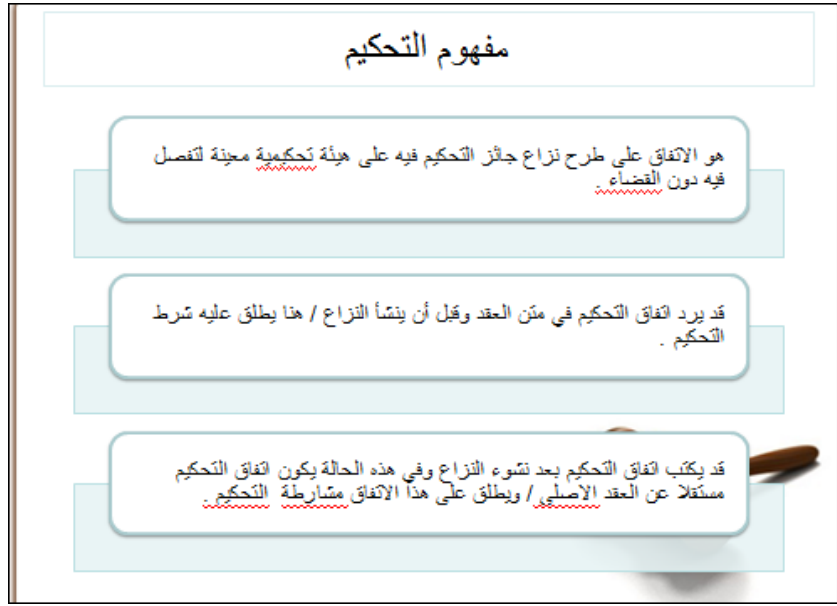 مفهوم التحكيم
هو الاتفاق على طرح نزاع جائز التحكيم فيه على هيئة تحكيمية معينة لتفصل
فيه دون القضاء .
قد يرد اتفاق التحكيم في متن العقد وقبل أن ينشأ النزاع / هنا يطلق عليه شرط
التحكيم .
قد يكتب اتفاق التحكيم بعد نشوء النزاع وفي هذه الحالة يكون اتفاق التحكيم
مستقلا عن العقد الاصلي / ويطلق على هذا الاتفاق مشارطة التحكيم .